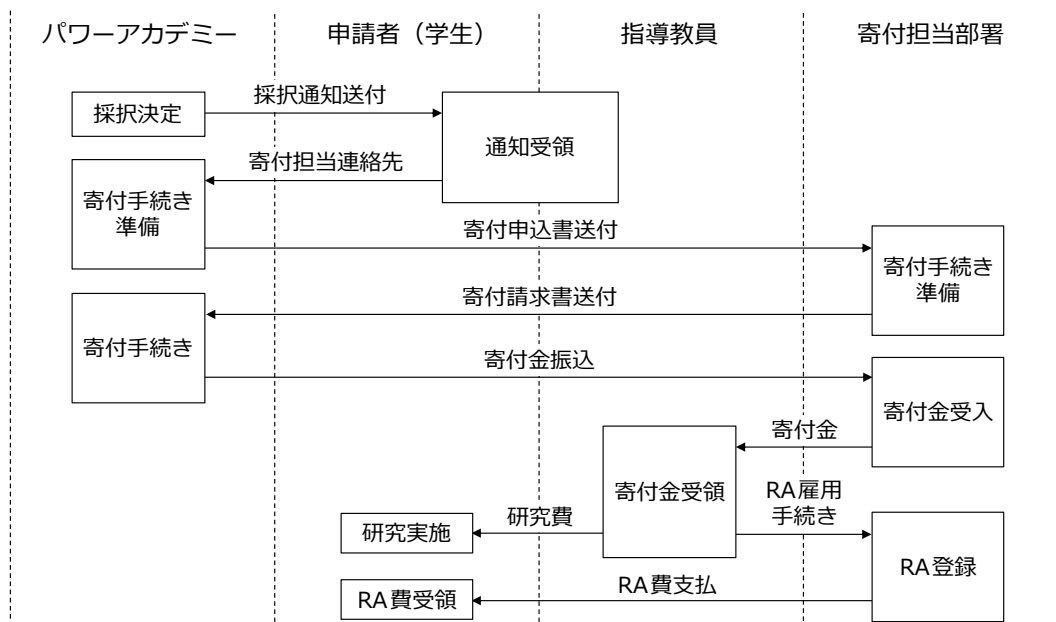 パワーアカデミー
申請者（学生）
指導教員
寄付担当部署
採択決定
採択通知送付
通知受領
寄付担当連絡先
寄付手続き
準備
寄付申込書送付
寄付手続き
準備
寄付請求書送付
寄付手続き
寄付金振込
寄付金受入
寄付金
寄付金受領
RA雇用
手続き
研究費
研究実施
RA登録
RA費支払
RA費受領